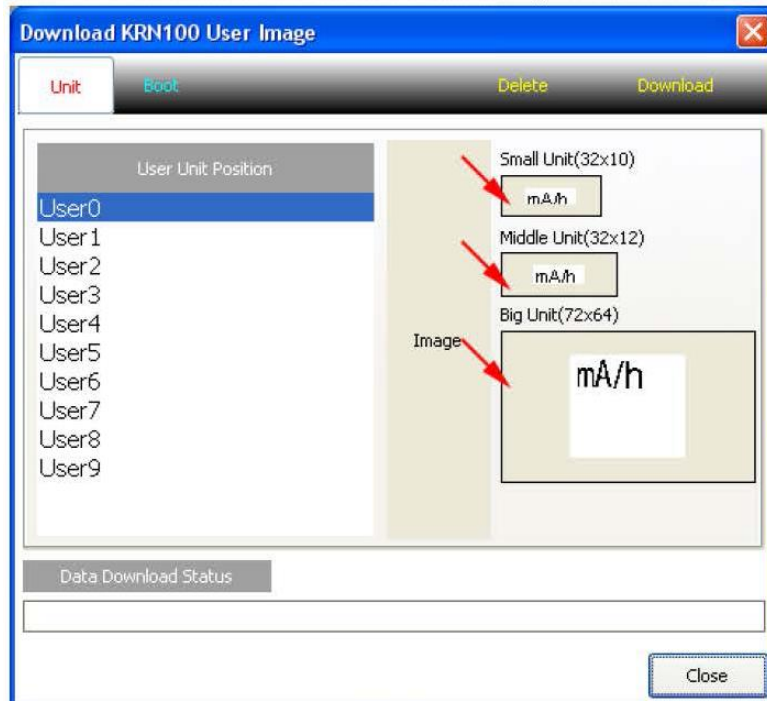 Download KRN100 User Image
Unit Boot Delete Download
User Unit Position
User0
User1
User2
User3
User4
User5
User6
User7
User8
User9
Image
Small Unit(32x10)
mA/h
Middle Unit(32x12)
mA/h
Big Unit(72x64)
mA/h
Data Download Status
Close